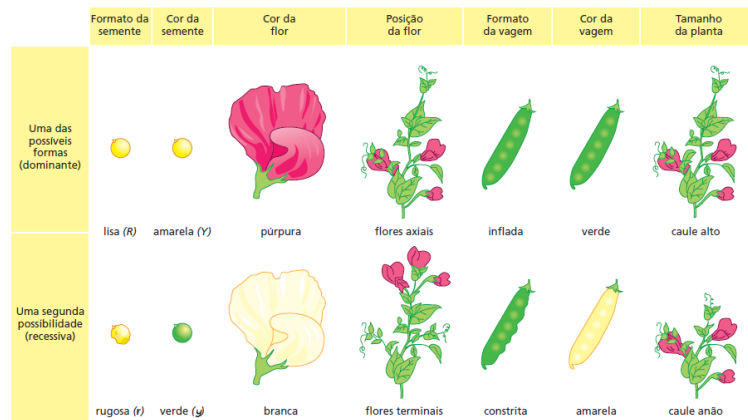 Formato da
semente
Cor da
semente
Cor da
flor
Posição
da flor
Formato
da vagem
Cor da
vagem
Tamanho
da planta
Uma das
possíveis
formas
(dominante)
lisa (R)
amarela (Y)
púrpura
flores axiais
inflada
verde
caule alto
Uma segunda
possibilidade
(recessiva)
rugosa (r)
verde (y)
branca
flores terminais
constrita
amarela
caule anão